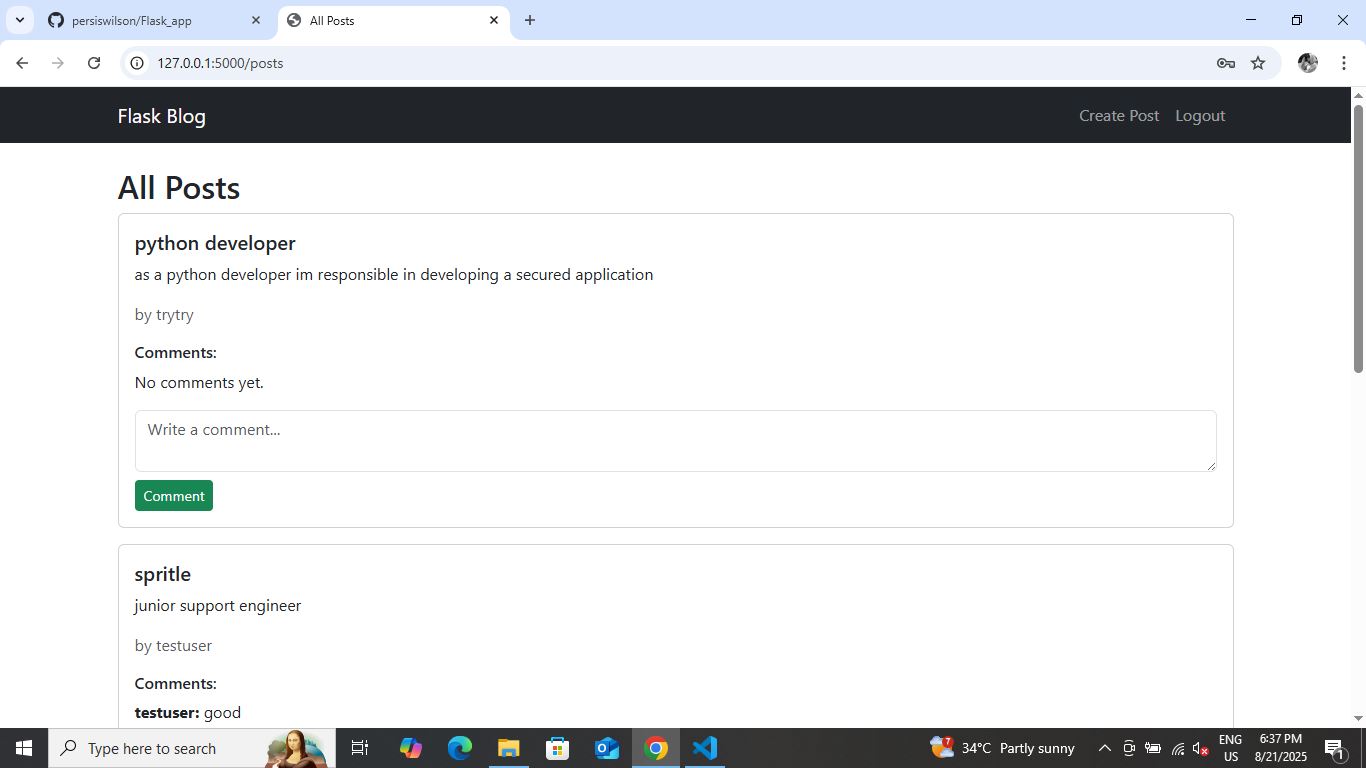 persiswilson/Flask_app
All Posts
127.0.0.1:5000/posts
Flask Blog
Create Post
Logout
All Posts
python developer
as a python developer im responsible in developing a secured application
by trytry
Comments:
No comments yet.
Write a comment...
Comment
spritle
junior support engineer
by testuser
Comments:
testuser: good
Type here to search
7
34°C Partly sunny
ENG
US
6:37 PM
8/21/2025
1